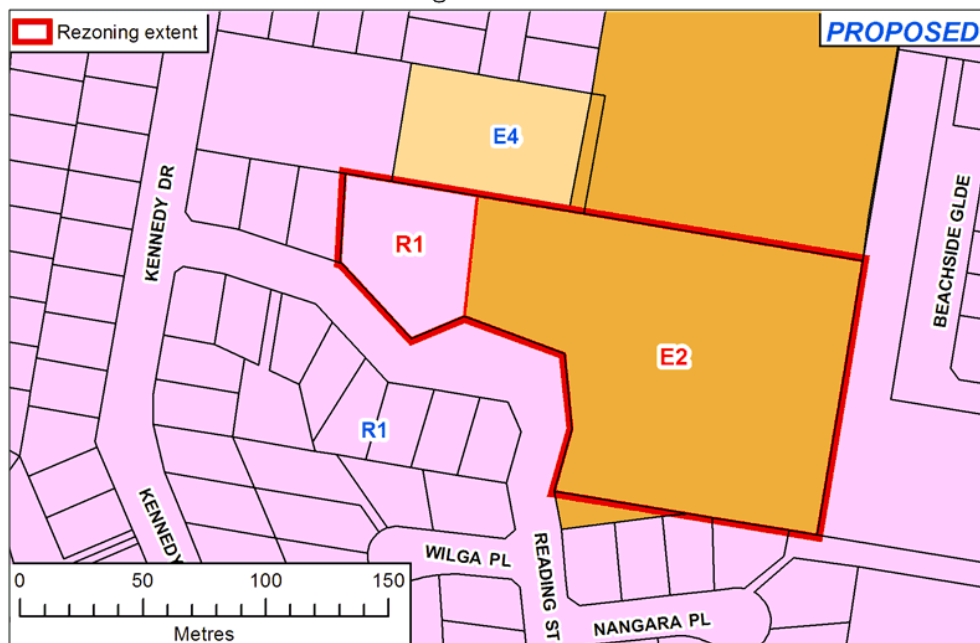 Rezoning extent
PROPOSED
E4
KENNEDY DR
R1
BEACHSIDE GLDE
E2
R1
KENNEDY
WILGA PL
READING ST
NANGARA PL
0 50 100 150
Metres